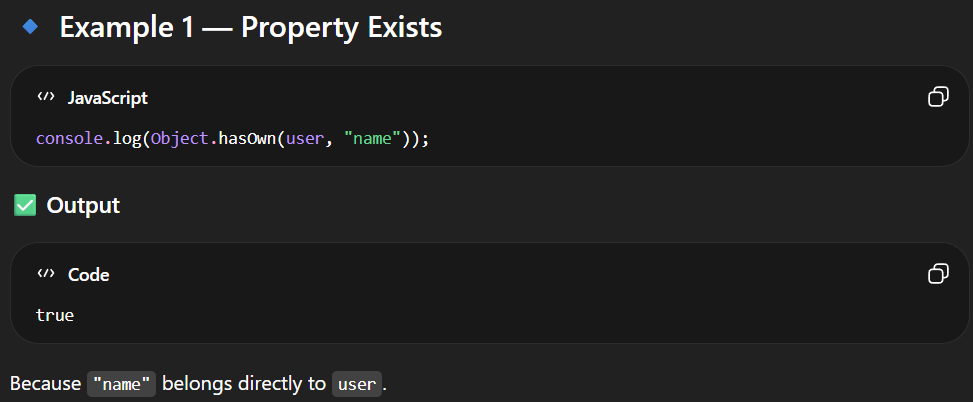 🔹 Example 1 — Property Exists
</> JavaScript
console.log(Object.hasOwn(user, "name"));
✅ Output
</> Code
true
Because "name" belongs directly to user.